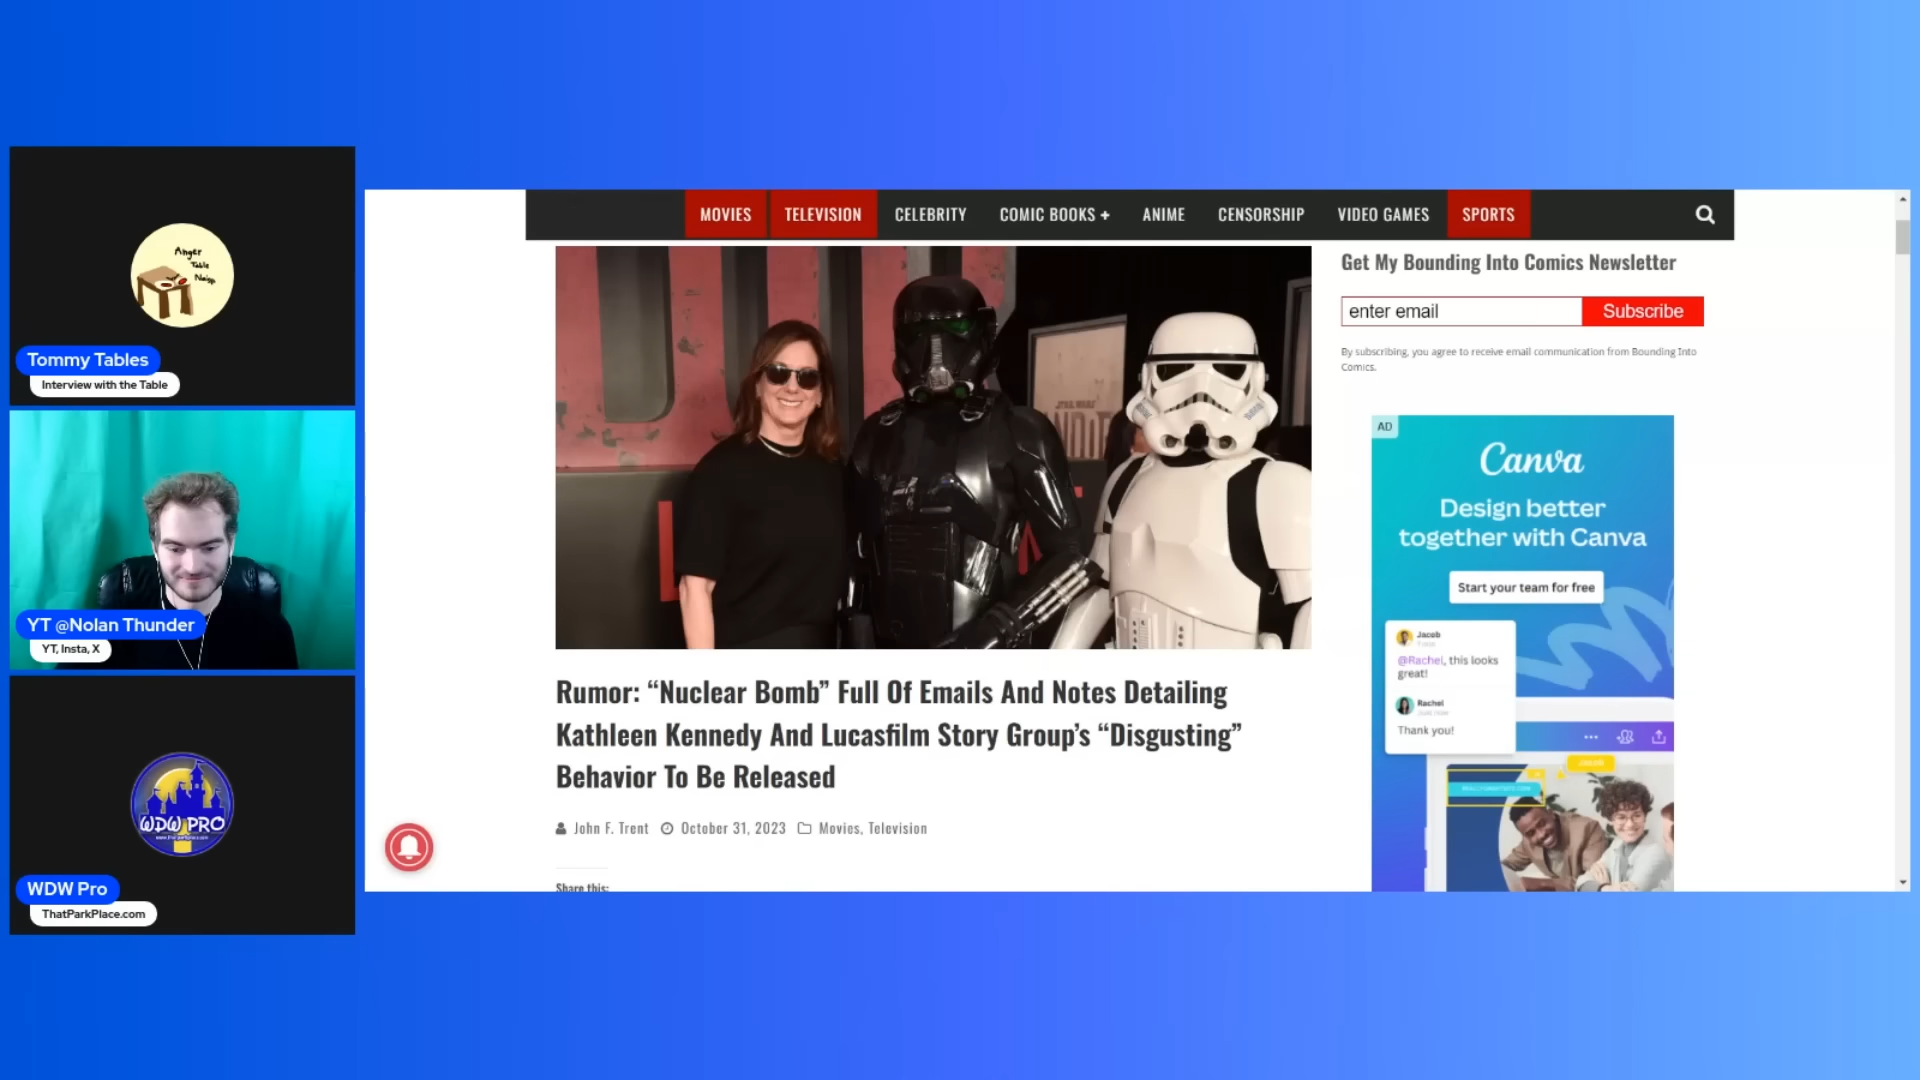 Anger
Table
Tommy Tables
Interview with the Table
YT @Nolan Thunder
YT, Insta, X
WDW PRO
WDW Pro
ThatParkPlace.com
MOVIES
TELEVISION
CELEBRITY
COMIC BOOKS +
ANIME
CENSORSHIP
VIDEO GAMES
SPORTS
STAR WARS
Rumor: “Nuclear Bomb” Full Of Emails And Notes Detailing
Kathleen Kennedy And Lucasfilm Story Group’s “Disgusting”
Behavior To Be Released
John F. Trent
October 31, 2023
Movies, Television
Share this:
Get My Bounding Into Comics Newsletter
enter email
Subscribe
By subscribing, you agree to receive email communication from Bounding Into
Comics.
AD
Canva
Design better
together with Canva
Start your team for free
Jacob
@Rachel, this looks
great!
Rachel
Thank you!